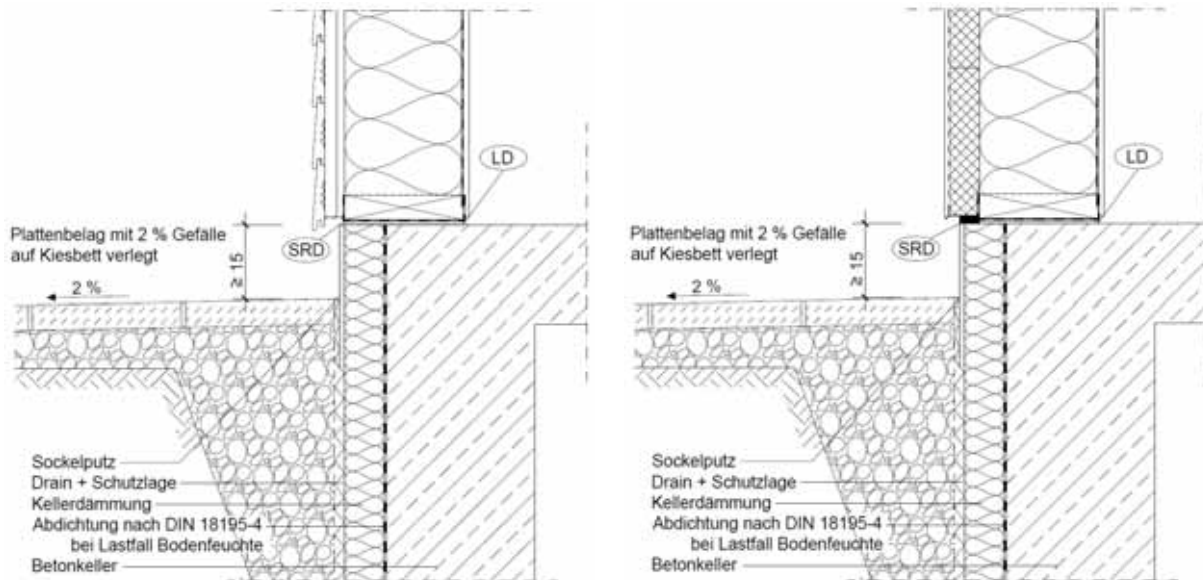 LD
Plattenbelag mit 2 % Gefälle
auf Kiesbett verlegt
SRD
≥ 15
2 %
Sockelputz
Drain + Schutzlage
Kellerdämmung
Abdichtung nach DIN 18195-4
bei Lastfall Bodenfeuchte
Betonkeller
LD
Plattenbelag mit 2 % Gefälle
auf Kiesbett verlegt
SRD
≥ 15
2 %
Sockelputz
Drain + Schutzlage
Kellerdämmung
Abdichtung nach DIN 18195-4
bei Lastfall Bodenfeuchte
Betonkeller